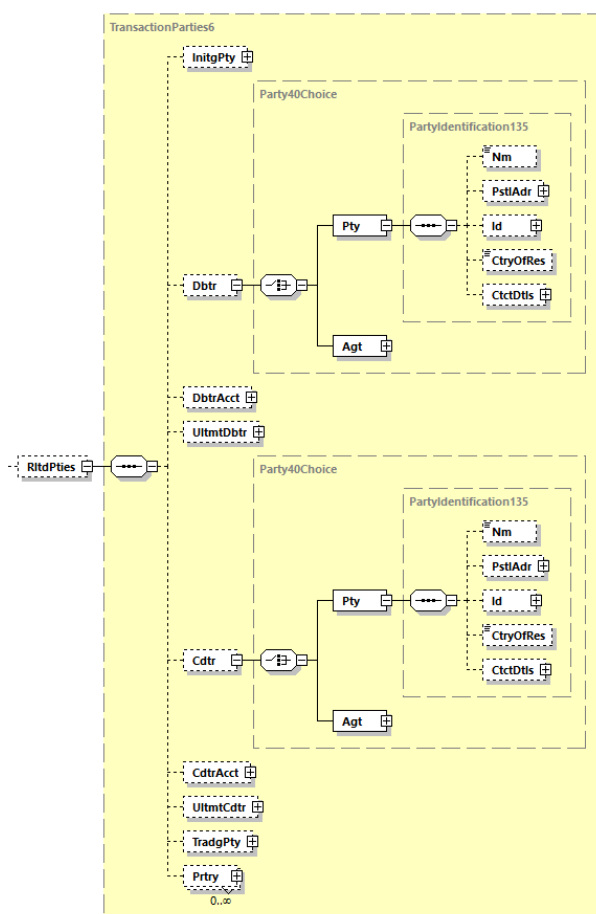 TransactionParties6
InitgPty
Party40Choice
PartyIdentification135
Nm
PstlAdr
Pty
Id
CtryOfRes
CtctDtls
Dbtr
Agt
DbtrAcct
UltmtDbtr
RltdPties
Party40Choice
PartyIdentification135
Nm
PstlAdr
Pty
Id
CtryOfRes
CtctDtls
Cdtr
Agt
CdtrAcct
UltmtCdtr
TradgPty
Prtry
0..∞